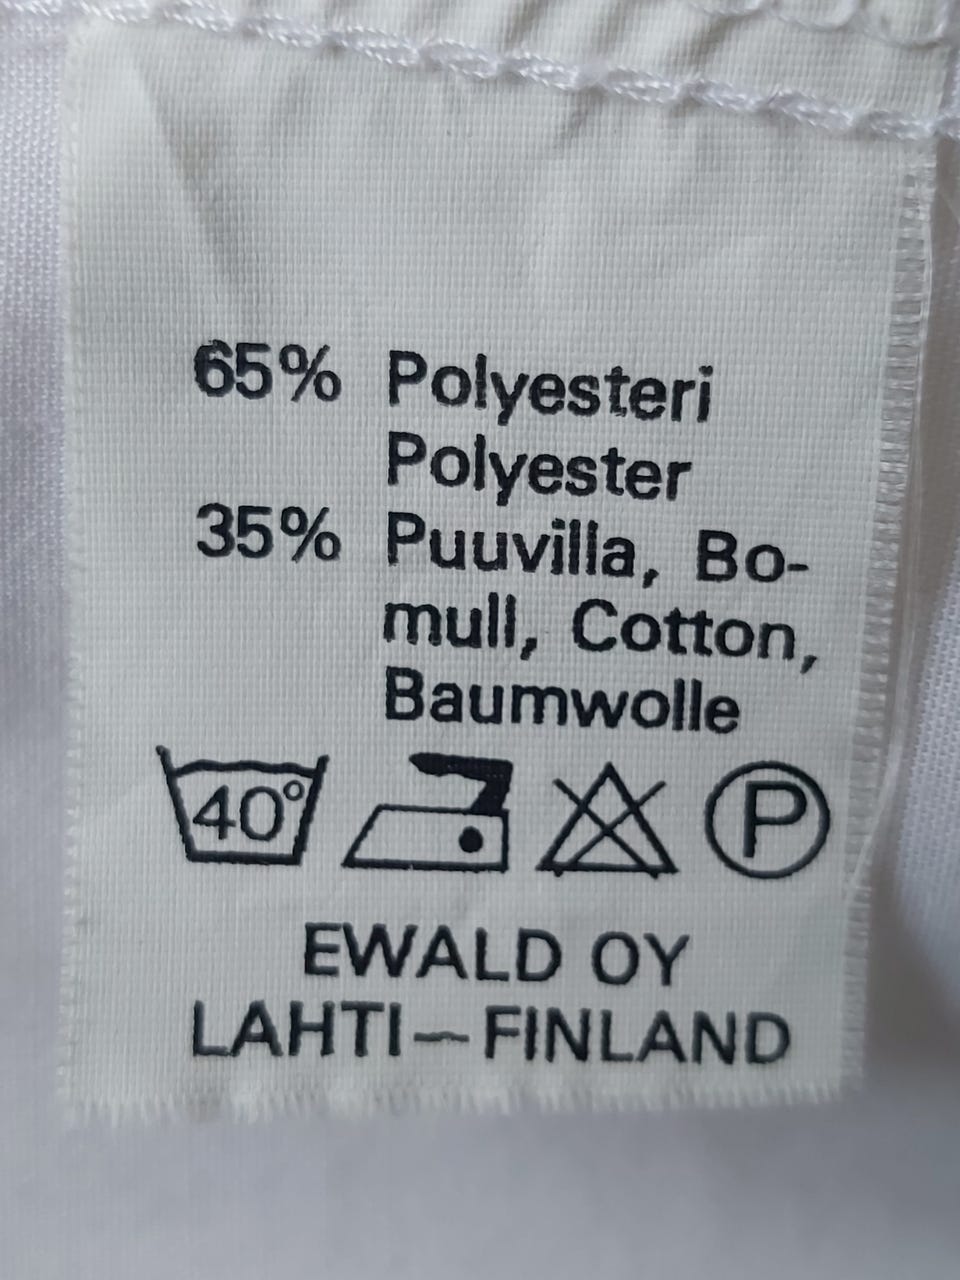 65% Polyesteri
Polyester
35% Puuvilla, Bo-
mull, Cotton,
Baumwolle
40° P
EWALD OY
LAHTI-FINLAND